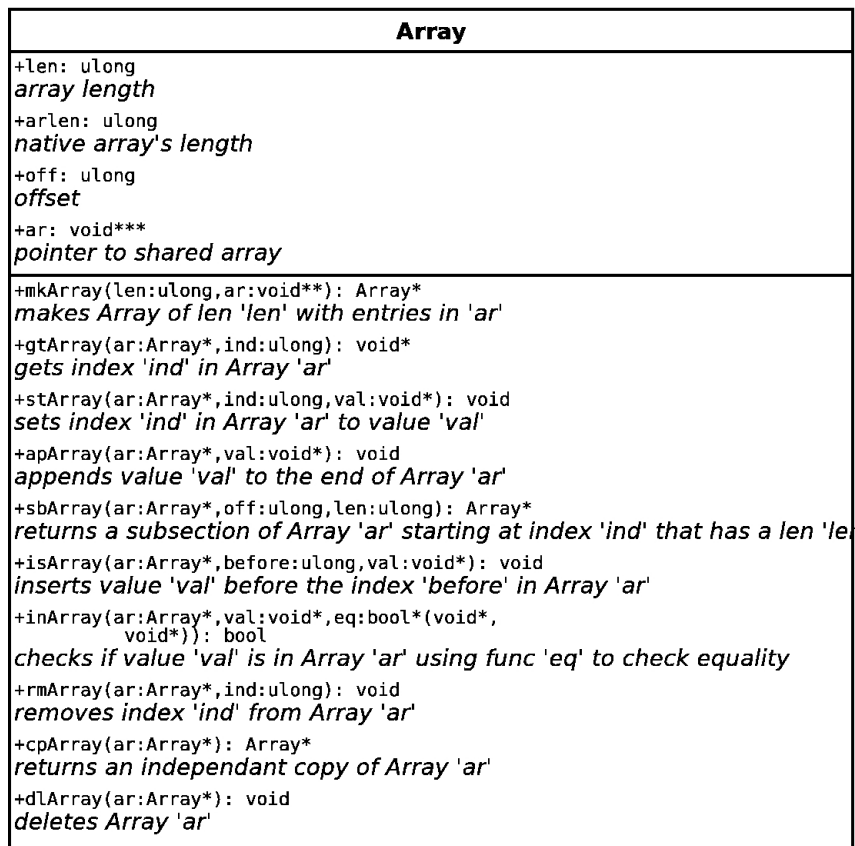 Array
+len: ulong
array length
+arlen: ulong
native array's length
+off: ulong
offset
+ar: void***
pointer to shared array
+mkArray(len:ulong,ar:void**): Array*
makes Array of len 'len' with entries in 'ar'
+gtArray(ar:Array*,ind:ulong): void*
gets index 'ind' in Array 'ar'
+stArray(ar:Array*,ind:ulong,val:void*): void
sets index 'ind' in Array 'ar' to value 'val'
+apArray(ar:Array*,val:void*): void
appends value 'val' to the end of Array 'ar'
+sbArray(ar:Array*,off:ulong,len:ulong): Array*
returns a subsection of Array 'ar' starting at index 'ind' that has a len 'len
+isArray(ar:Array*,before:ulong,val:void*): void
inserts value 'val' before the index 'before' in Array 'ar'
+inArray(ar:Array*,val:void*,eq:bool*(void*,
void*)): bool
checks if value 'val' is in Array 'ar' using func 'eq' to check equality
+rmArray(ar:Array*,ind:ulong): void
removes index 'ind' from Array 'ar'
+cpArray(ar:Array*): Array*
returns an independant copy of Array 'ar'
+dlArray(ar:Array*): void
deletes Array 'ar'